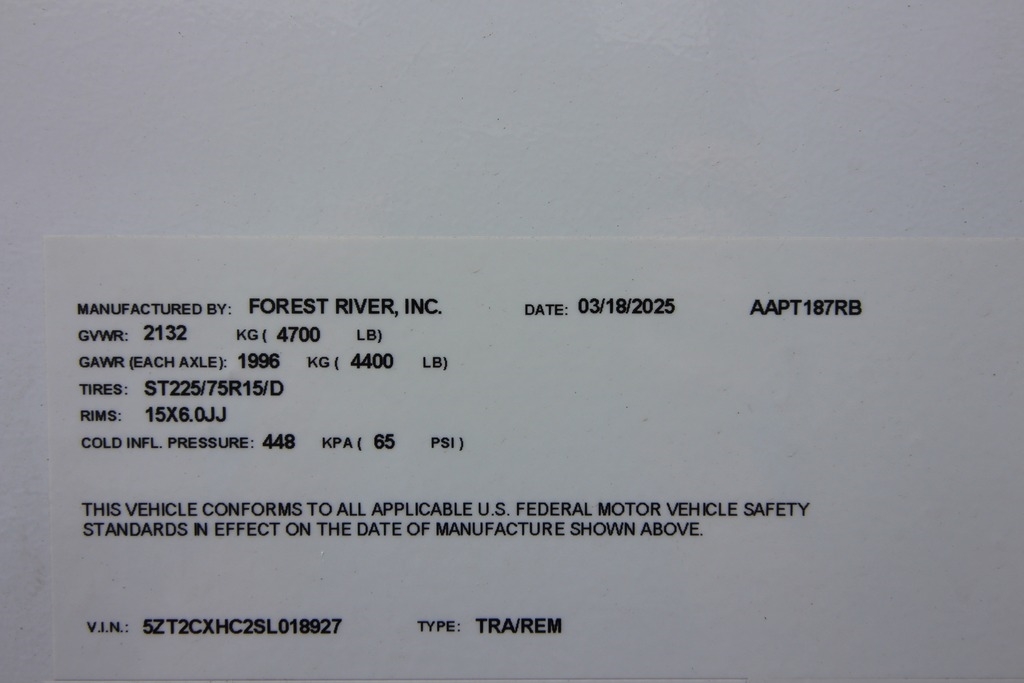 MANUFACTURED BY: FOREST RIVER, INC. DATE: 03/18/2025 AAPT187RB
GVWR: 2132 KG ( 4700 LB)
GAWR (EACH AXLE): 1996 KG ( 4400 LB)
TIRES: ST225/75R15/D
RIMS: 15X6.0JJ
COLD INFL. PRESSURE: 448 KPA ( 65 PSI )
THIS VEHICLE CONFORMS TO ALL APPLICABLE U.S. FEDERAL MOTOR VEHICLE SAFETY
STANDARDS IN EFFECT ON THE DATE OF MANUFACTURE SHOWN ABOVE.
V.I.N.: 5ZT2CXHC2SL018927 TYPE: TRA/REM